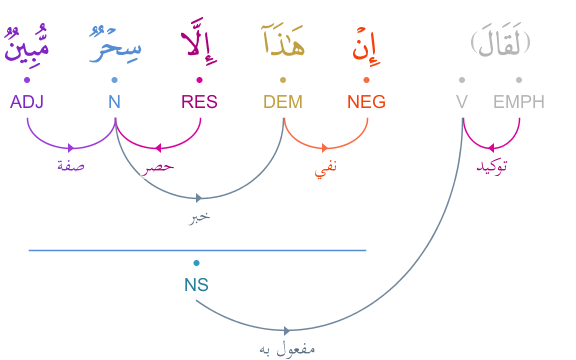 (لَقَالَ) إِنْ هَٰذَآ إِلَّا سِحْرٌ مُّبِينٌ
EMPH V NEG DEM RES N ADJ
توكيد نفي حصر صفة
خبر
NS
مفعول به